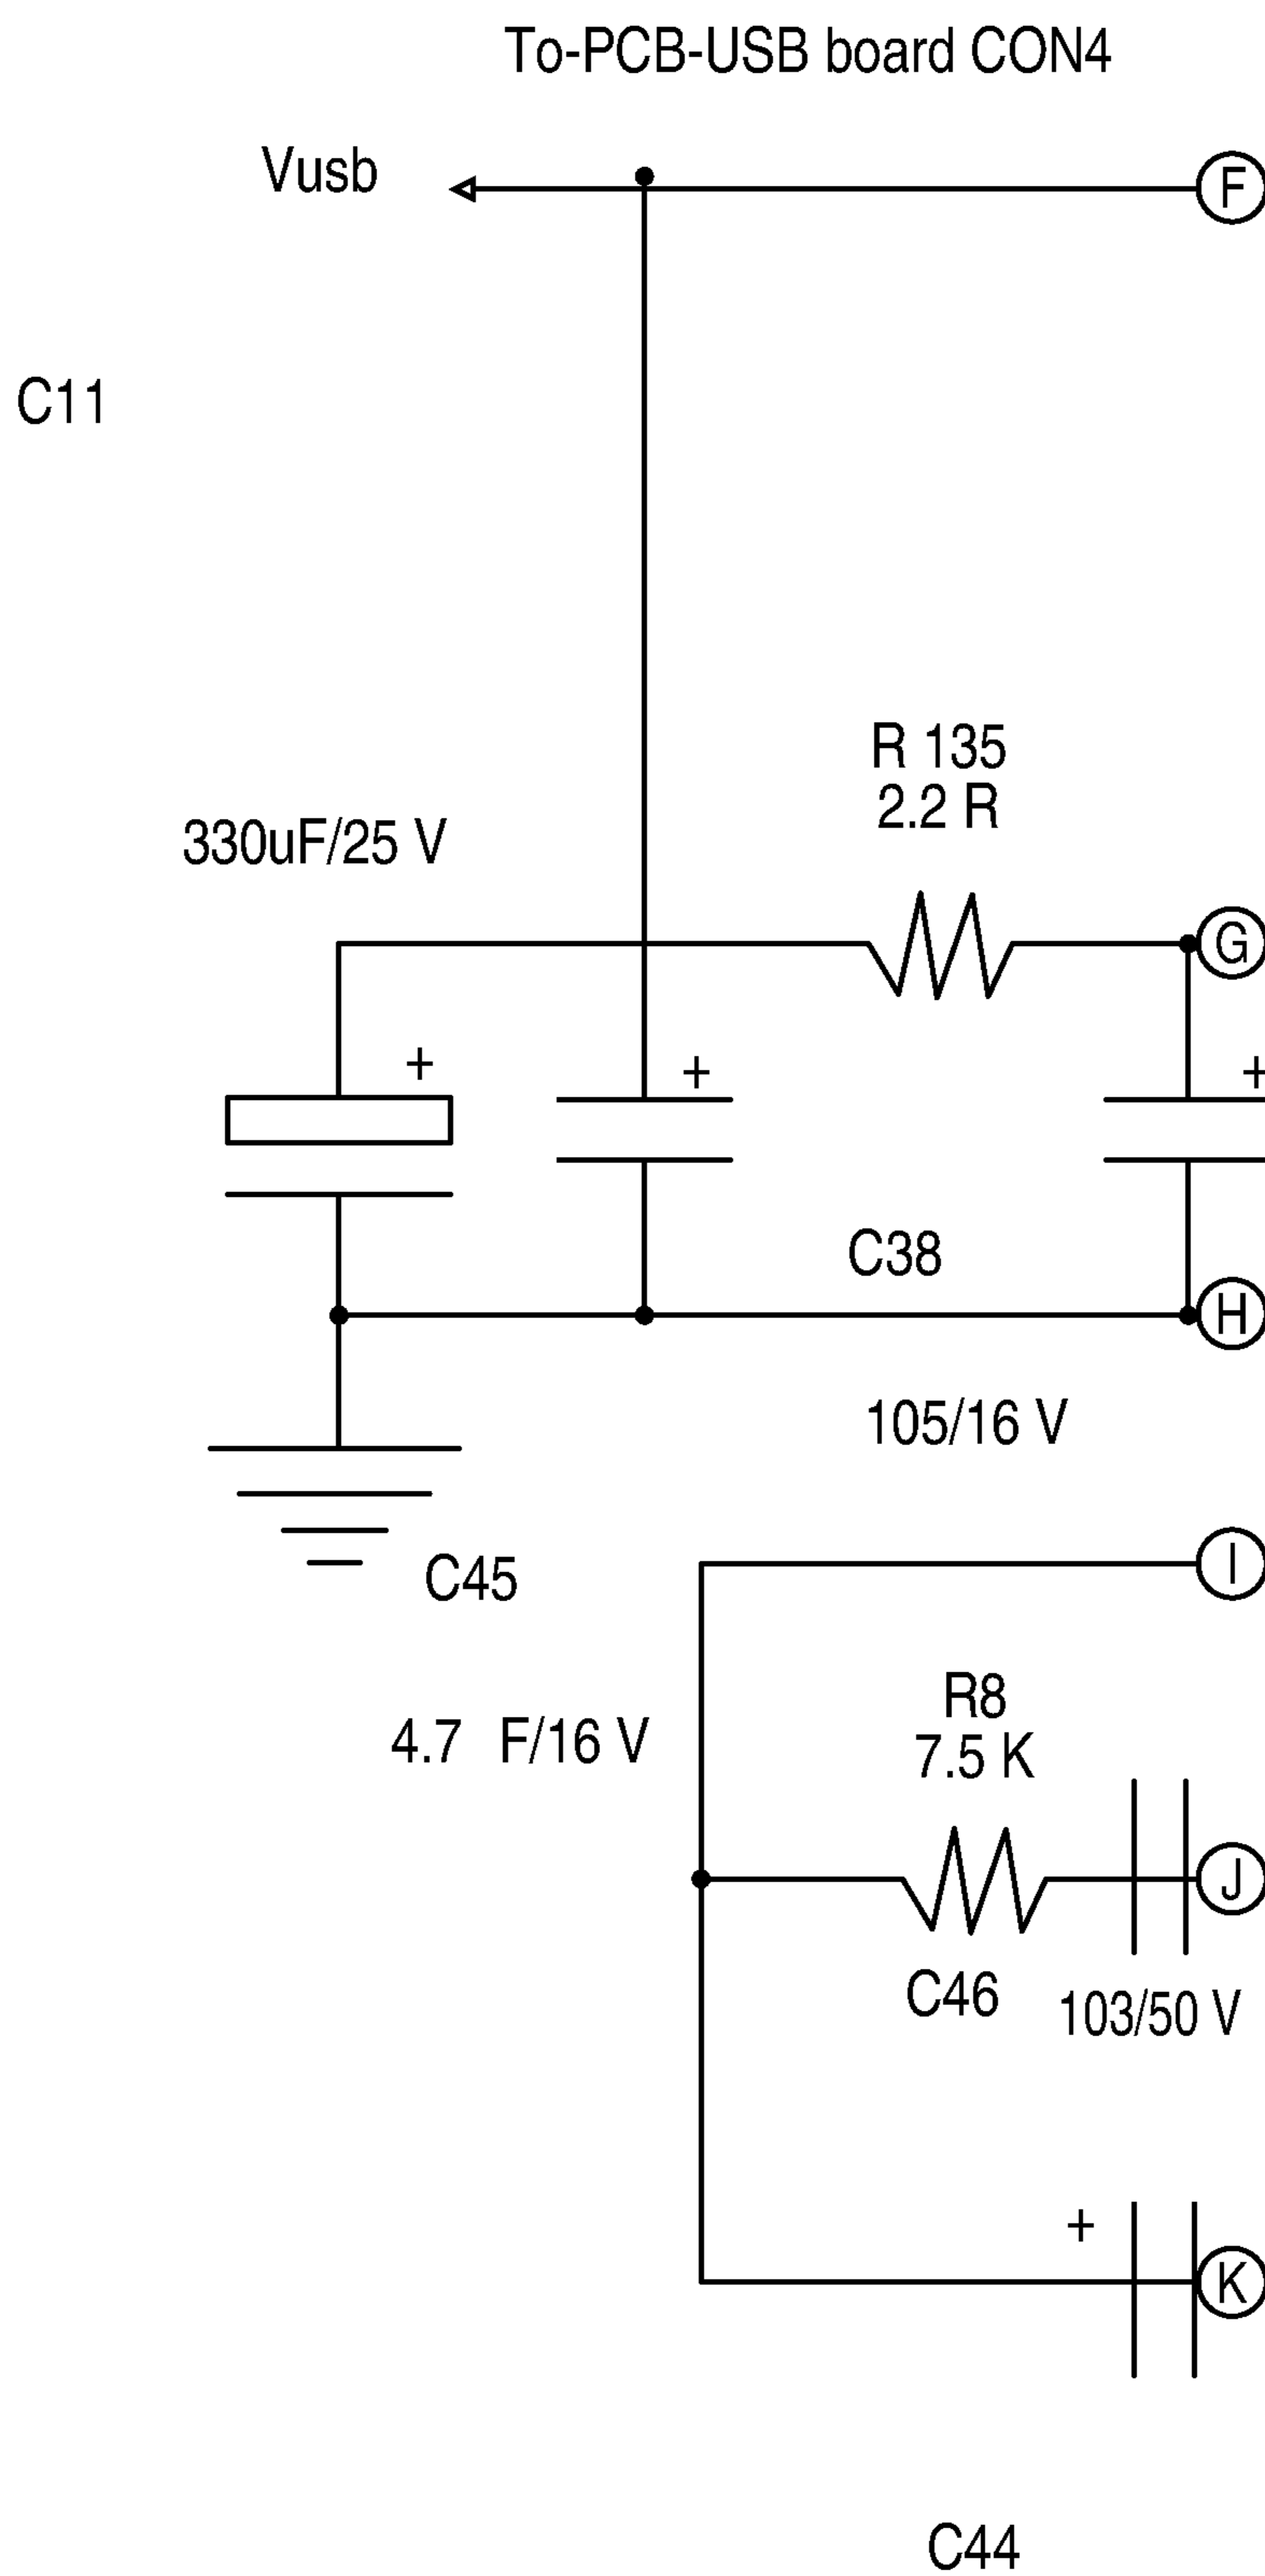 To-PCB-USB board CON4
Vusb
F
C11
R 135
2.2 R
330uF/25 V
G
+
+
+
C38
H
105/16 V
I
C45
R8
4.7 F/16 V
7.5 K
J
C46
103/50 V
+
K
C44